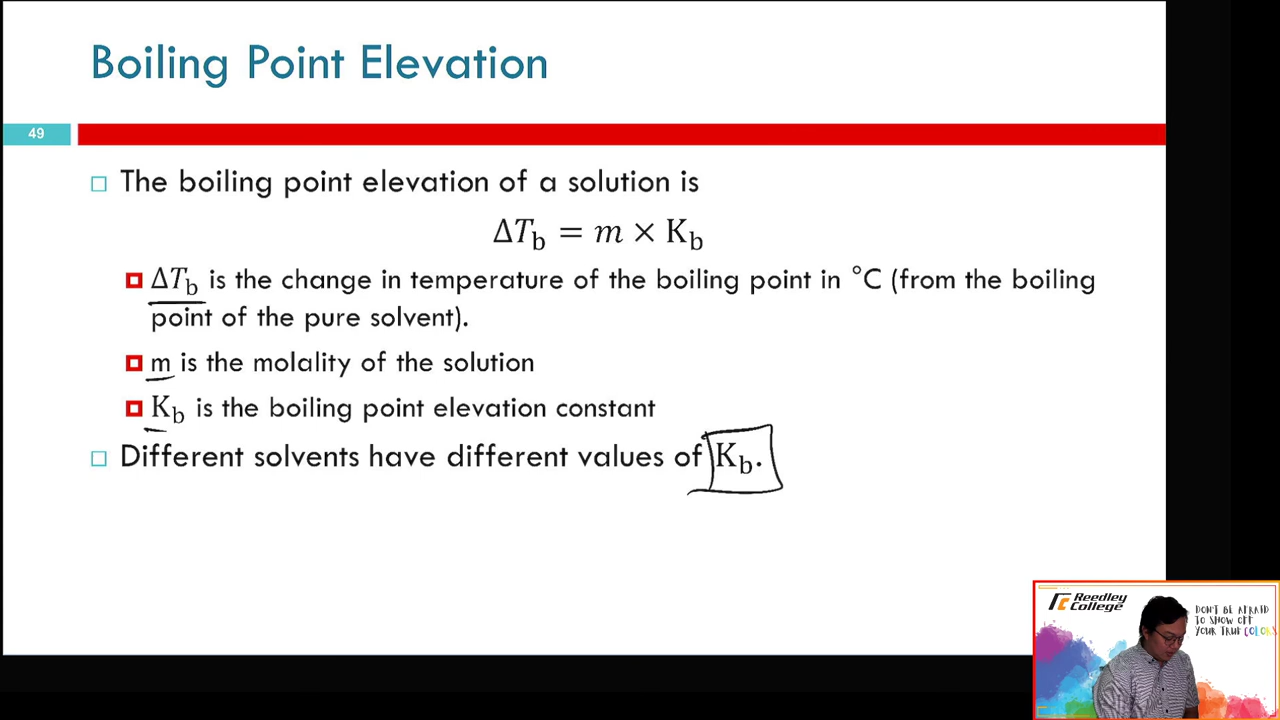 Boiling Point Elevation
49
The boiling point elevation of a solution is
ΔT_b = m × K_b
ΔT_b is the change in temperature of the boiling point in °C (from the boiling
point of the pure solvent).
m is the molality of the solution
K_b is the boiling point elevation constant
Different solvents have different values of K_b.
Reedley
College
DON'T BE AFRAID
TO SHOW OFF
YOUR TRUE COLORS